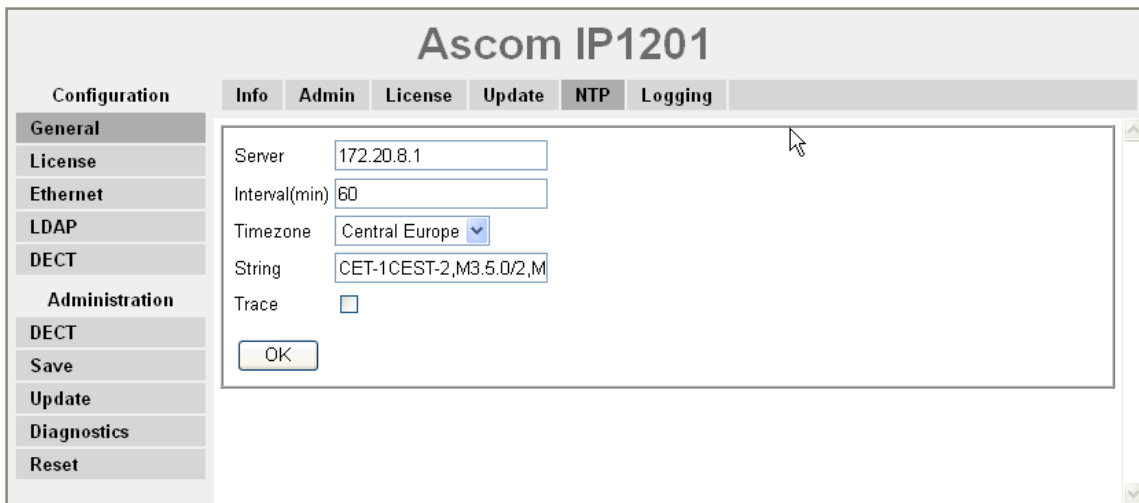 Ascom IP1201
Configuration
General
License
Ethernet
LDAP
DECT
Administration
DECT
Save
Update
Diagnostics
Reset
Info Admin License Update NTP Logging
Server 172.20.8.1
Interval(min) 60
Timezone Central Europe
String CET-1CEST-2,M3.5.0/2,M
Trace
OK